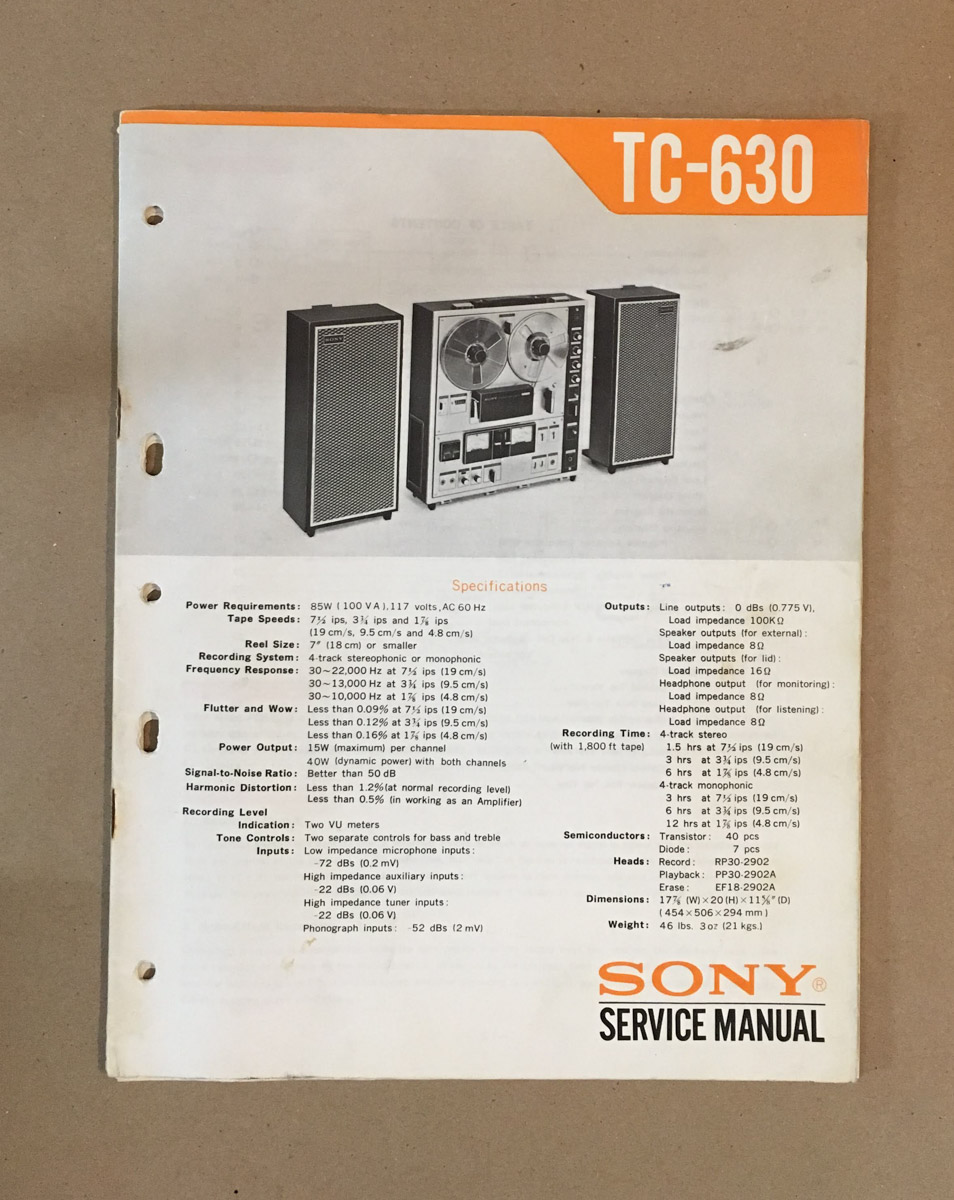 TC-630
SONY
Specifications
Power Requirements: 85W (100 VA), 117 volts, AC 60 Hz
Tape Speeds: 7½ ips, 3¾ ips and 1⅞ ips
(19 cm/s, 9.5 cm/s and 4.8 cm/s)
Reel Size: 7" (18 cm) or smaller
Recording System: 4-track stereophonic or monophonic
Frequency Response: 30~22,000 Hz at 7½ ips (19 cm/s)
30~13,000 Hz at 3¾ ips (9.5 cm/s)
30~10,000 Hz at 1⅞ ips (4.8 cm/s)
Flutter and Wow: Less than 0.09% at 7½ ips (19 cm/s)
Less than 0.12% at 3¾ ips (9.5 cm/s)
Less than 0.16% at 1⅞ ips (4.8 cm/s)
Power Output: 15W (maximum) per channel
40W (dynamic power) with both channels
Signal-to-Noise Ratio: Better than 50 dB
Harmonic Distortion: Less than 1.2% (at normal recording level)
Less than 0.5% (in working as an Amplifier)
Recording Level
Indication: Two VU meters
Tone Controls: Two separate controls for bass and treble
Inputs: Low impedance microphone inputs:
-72 dBs (0.2 mV)
High impedance auxiliary inputs:
-22 dBs (0.06 V)
High impedance tuner inputs:
-22 dBs (0.06 V)
Phonograph inputs: -52 dBs (2 mV)
Outputs: Line outputs: 0 dBs (0.775 V),
Load impedance 100KΩ
Speaker outputs (for external):
Load impedance 8Ω
Speaker outputs (for lid):
Load impedance 16Ω
Headphone output (for monitoring):
Load impedance 8Ω
Headphone output (for listening):
Load impedance 8Ω
Recording Time: 4-track stereo
(with 1,800 ft tape) 1.5 hrs at 7½ ips (19 cm/s)
3 hrs at 3¾ ips (9.5 cm/s)
6 hrs at 1⅞ ips (4.8 cm/s)
4-track monophonic
3 hrs at 7½ ips (19 cm/s)
6 hrs at 3¾ ips (9.5 cm/s)
12 hrs at 1⅞ ips (4.8 cm/s)
Semiconductors: Transistor: 40 pcs
Diode: 7 pcs
Heads: Record: RP30-2902
Playback: PP30-2902A
Erase: EF18-2902A
Dimensions: 17⅞ (W)×20(H)×11⅝"(D)
(454×506×294 mm)
Weight: 46 lbs. 3 oz (21 kgs.)
SONY®
SERVICE MANUAL